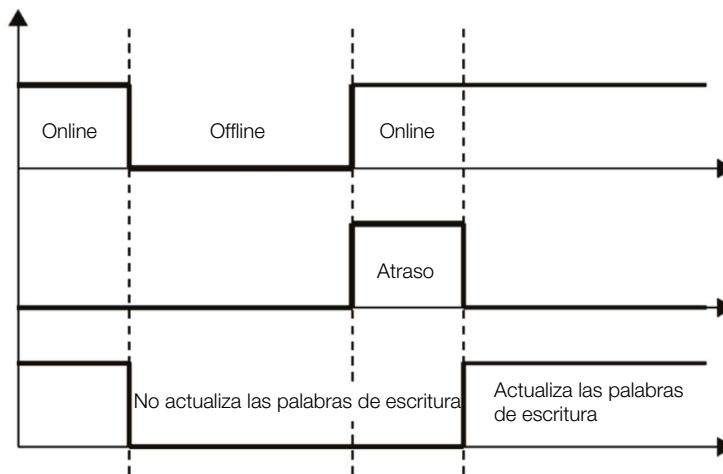 Online
Offline
Online
Atraso
No actualiza las palabras de escritura
Actualiza las palabras
de escritura